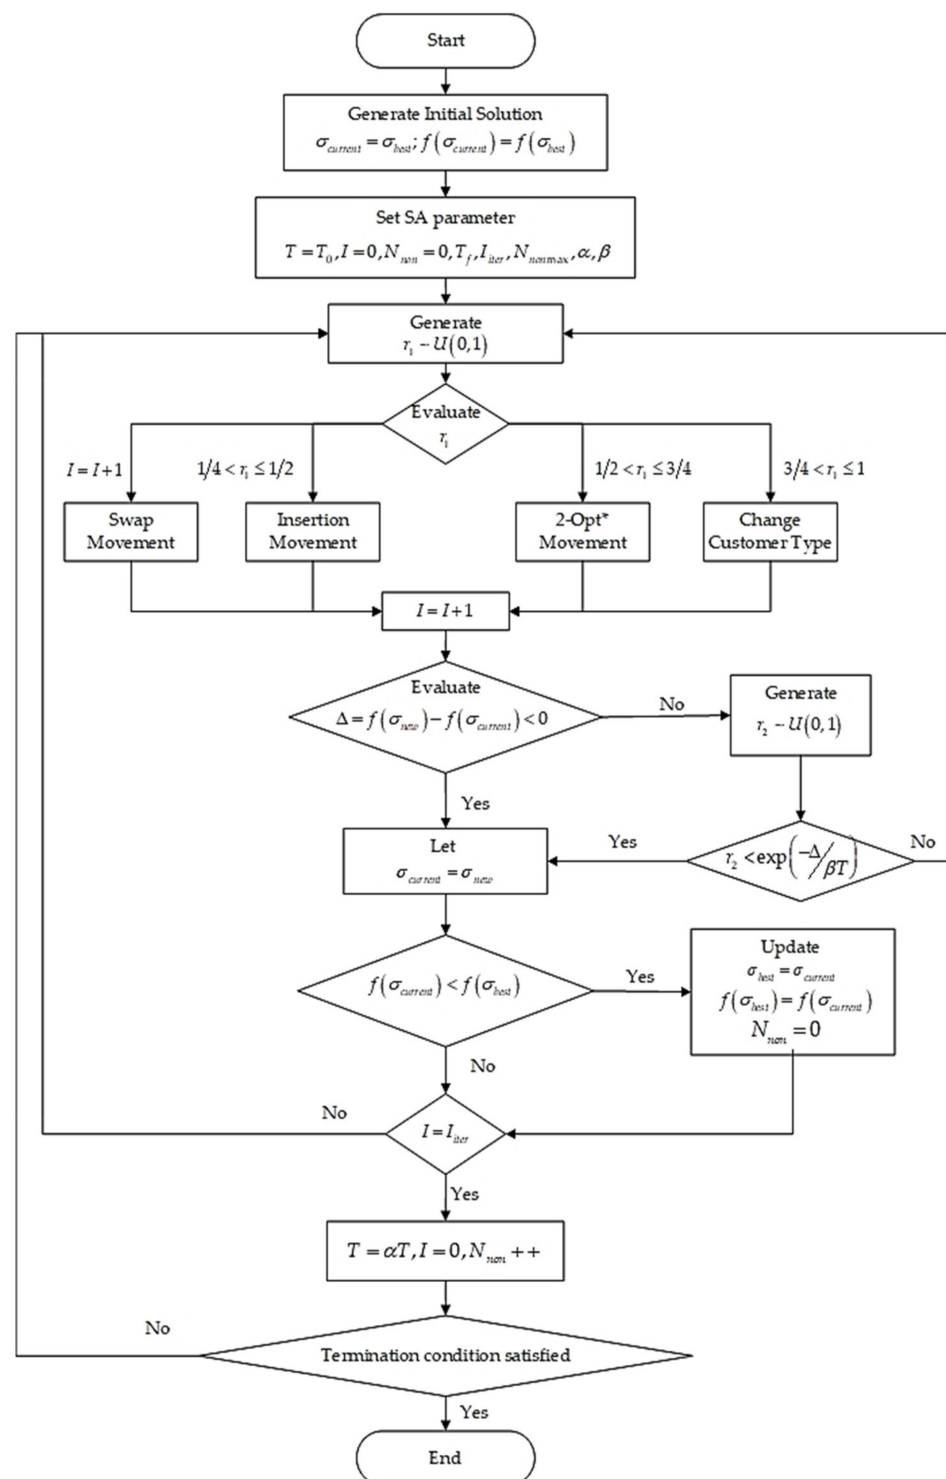 Start
Generate Initial Solution
σ_current = σ_best; f(σ_current) = f(σ_best)
Set SA parameter
T = T_0, I = 0, N_non = 0, T_f, I_iter, N_nonmax, α, β
Generate
r_1 ~ U(0,1)
Evaluate
r_1
I = I+1
1/4 < r_1 ≤ 1/2
1/2 < r_1 ≤ 3/4
3/4 < r_1 ≤ 1
Swap
Movement
Insertion
Movement
2-Opt*
Movement
Change
Customer Type
I = I+1
Evaluate
Δ = f(σ_new) − f(σ_current) < 0
No
Generate
r_2 ~ U(0,1)
Yes
Let
σ_current = σ_new
Yes
r_2 < exp(−Δ/βT)
No
f(σ_current) < f(σ_best)
Yes
Update
σ_best = σ_current
f(σ_best) = f(σ_current)
N_non = 0
No
No
I = I_iter
Yes
T = αT, I = 0, N_non ++
No
Termination condition satisfied
Yes
End